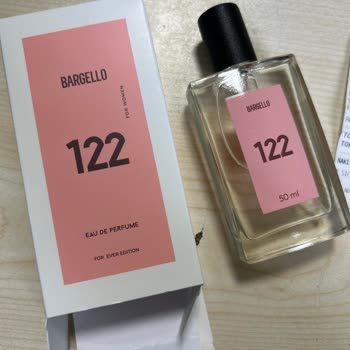 BARGELLO
FOR WOMEN
122
EAU DE PERFUME
FOR EVER EDITION
BARGELLO
122
50 ml